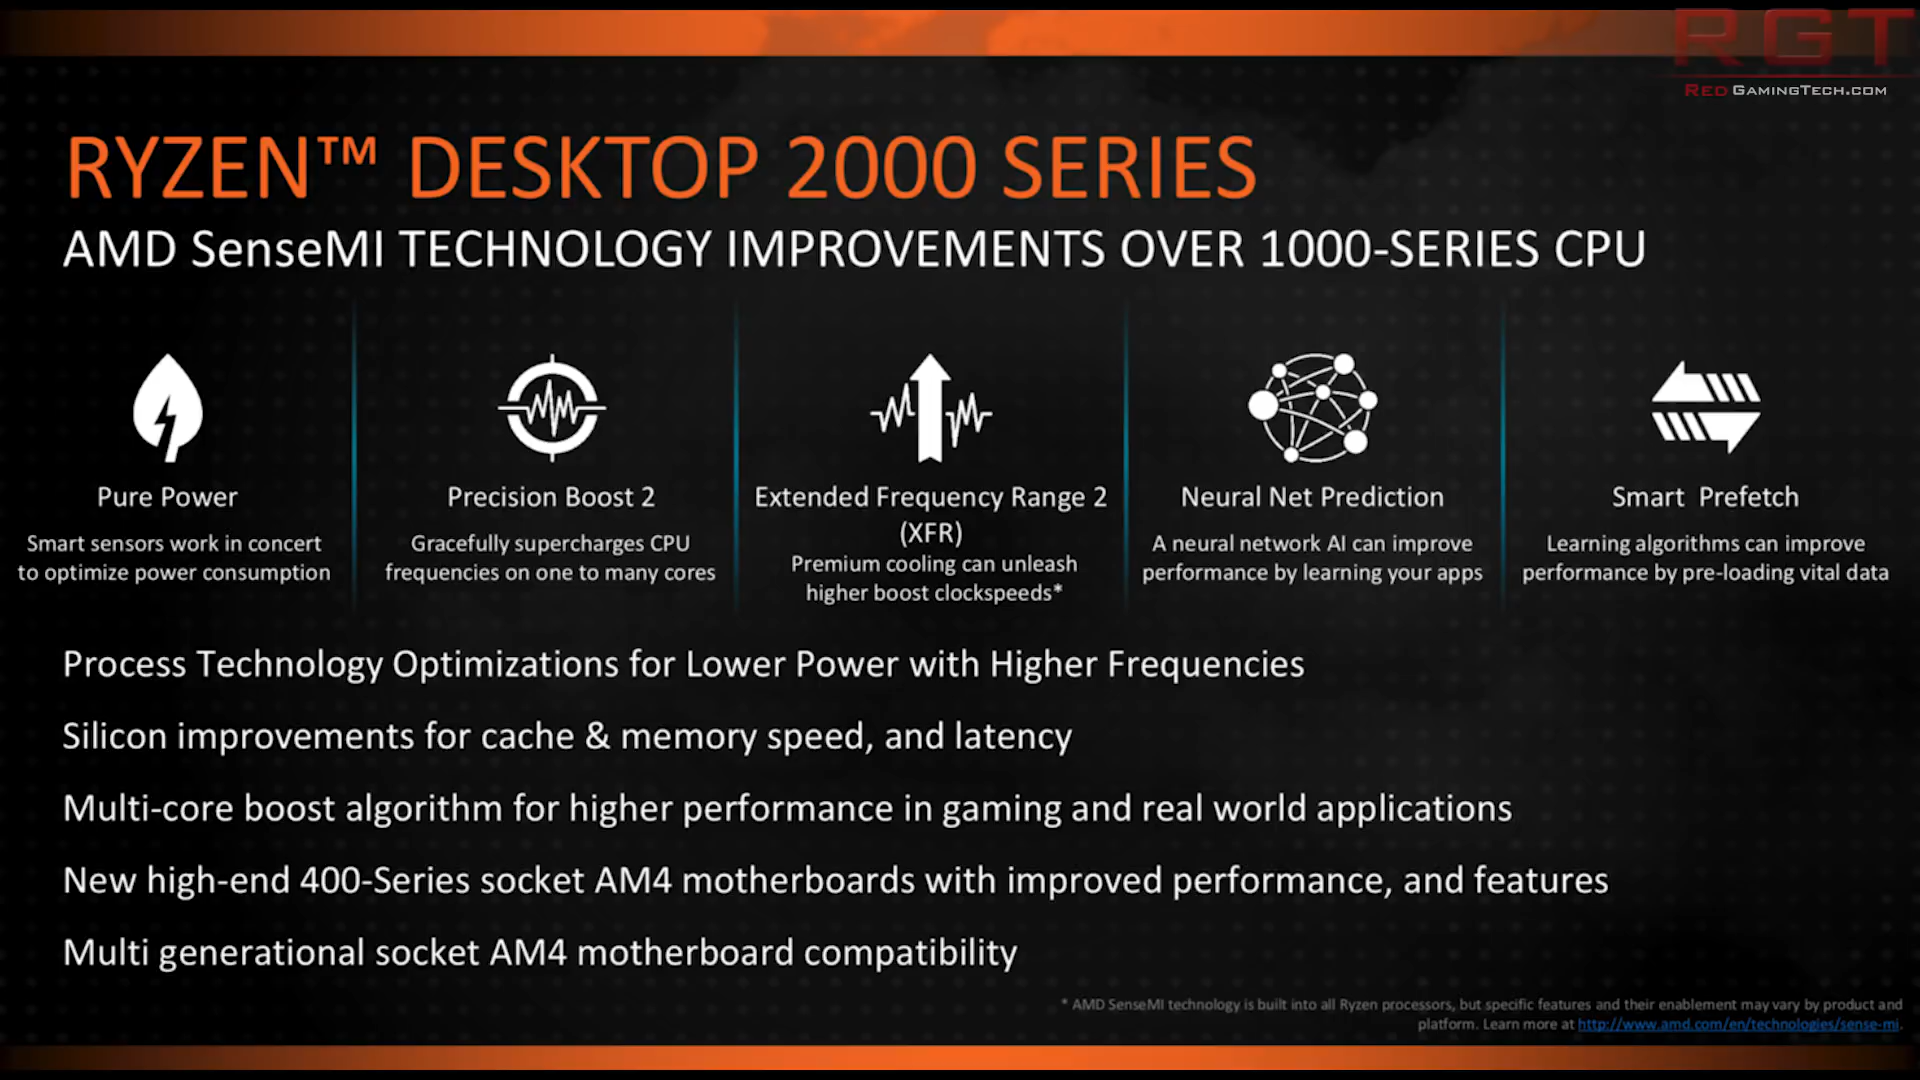 RGT
RED GAMINGTECH.COM
RYZEN™ DESKTOP 2000 SERIES
AMD SenseMI TECHNOLOGY IMPROVEMENTS OVER 1000-SERIES CPU
Pure Power
Smart sensors work in concert
to optimize power consumption
Precision Boost 2
Gracefully supercharges CPU
frequencies on one to many cores
Extended Frequency Range 2
(XFR)
Premium cooling can unleash
higher boost clockspeeds*
Neural Net Prediction
A neural network AI can improve
performance by learning your apps
Smart Prefetch
Learning algorithms can improve
performance by pre-loading vital data
Process Technology Optimizations for Lower Power with Higher Frequencies
Silicon improvements for cache & memory speed, and latency
Multi-core boost algorithm for higher performance in gaming and real world applications
New high-end 400-Series socket AM4 motherboards with improved performance, and features
Multi generational socket AM4 motherboard compatibility
* AMD SenseMI technology is built into all Ryzen processors, but specific features and their enablement may vary by product and
platform. Learn more at http://www.amd.com/en/technologies/sense-mi.